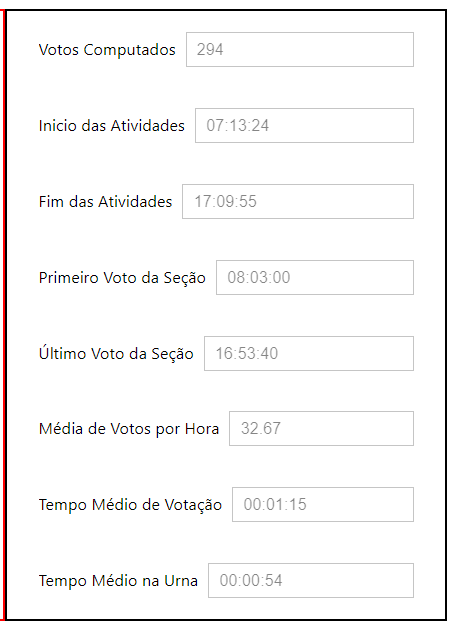 Votos Computados 294
Inicio das Atividades 07:13:24
Fim das Atividades 17:09:55
Primeiro Voto da Seção 08:03:00
Último Voto da Seção 16:53:40
Média de Votos por Hora 32.67
Tempo Médio de Votação 00:01:15
Tempo Médio na Urna 00:00:54